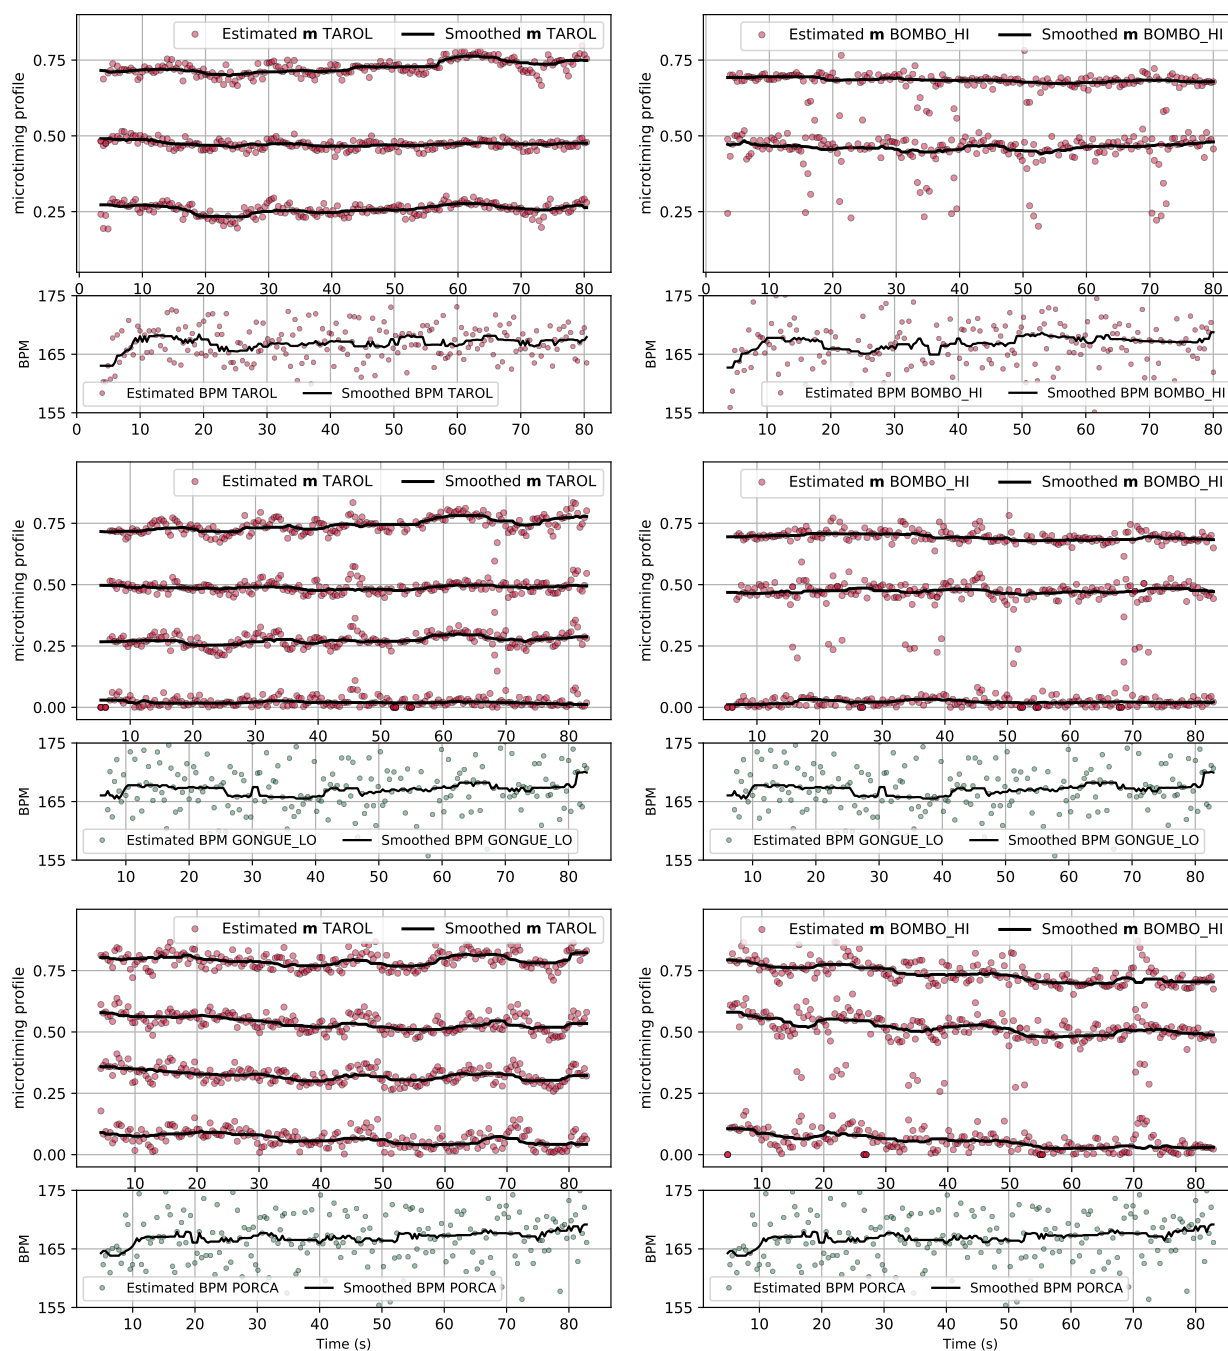 Estimated m TAROL Smoothed m TAROL
microtiming profile
0.75
0.50
0.25
0 10 20 30 40 50 60 70 80
BPM
175
165
155
Estimated BPM TAROL Smoothed BPM TAROL
0 10 20 30 40 50 60 70 80
Estimated m BOMBO_HI Smoothed m BOMBO_HI
microtiming profile
0.75
0.50
0.25
0 10 20 30 40 50 60 70 80
BPM
175
165
155
Estimated BPM BOMBO_HI Smoothed BPM BOMBO_HI
10 20 30 40 50 60 70 80
Estimated m TAROL Smoothed m TAROL
microtiming profile
0.75
0.50
0.25
0.00
10 20 30 40 50 60 70 80
BPM
175
165
155
Estimated BPM GONGUE_LO Smoothed BPM GONGUE_LO
10 20 30 40 50 60 70 80
Estimated m BOMBO_HI Smoothed m BOMBO_HI
microtiming profile
0.75
0.50
0.25
0.00
10 20 30 40 50 60 70 80
BPM
175
165
155
Estimated BPM GONGUE_LO Smoothed BPM GONGUE_LO
10 20 30 40 50 60 70 80
Estimated m TAROL Smoothed m TAROL
microtiming profile
0.75
0.50
0.25
0.00
10 20 30 40 50 60 70 80
BPM
175
165
155
Estimated BPM PORCA Smoothed BPM PORCA
10 20 30 40 50 60 70 80
Time (s)
Estimated m BOMBO_HI Smoothed m BOMBO_HI
microtiming profile
0.75
0.50
0.25
0.00
10 20 30 40 50 60 70 80
BPM
175
165
155
Estimated BPM PORCA Smoothed BPM PORCA
10 20 30 40 50 60 70 80
Time (s)